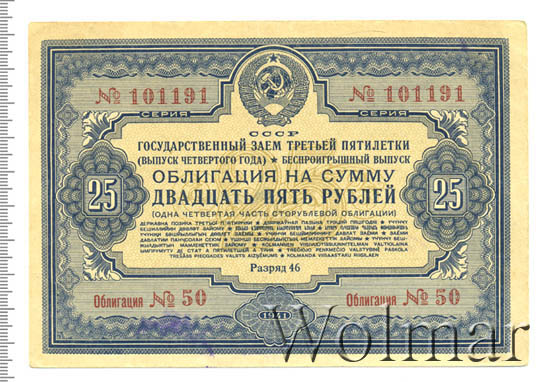 № 101191 № 101191
СЕРИЯ СЕРИЯ
СССР
ГОСУДАРСТВЕННЫЙ ЗАЕМ ТРЕТЬЕЙ ПЯТИЛЕТКИ
(ВЫПУСК ЧЕТВЕРТОГО ГОДА) ★ БЕСПРОИГРЫШНЫЙ ВЫПУСК
ОБЛИГАЦИЯ НА СУММУ
25 ДВАДЦАТЬ ПЯТЬ РУБЛЕЙ 25
(ОДНА ЧЕТВЕРТАЯ ЧАСТЬ СТОРУБЛЕВОЙ ОБЛИГАЦИИ)
Разряд 46
Облигация № 50 Облигация № 50
1941
Wolmar